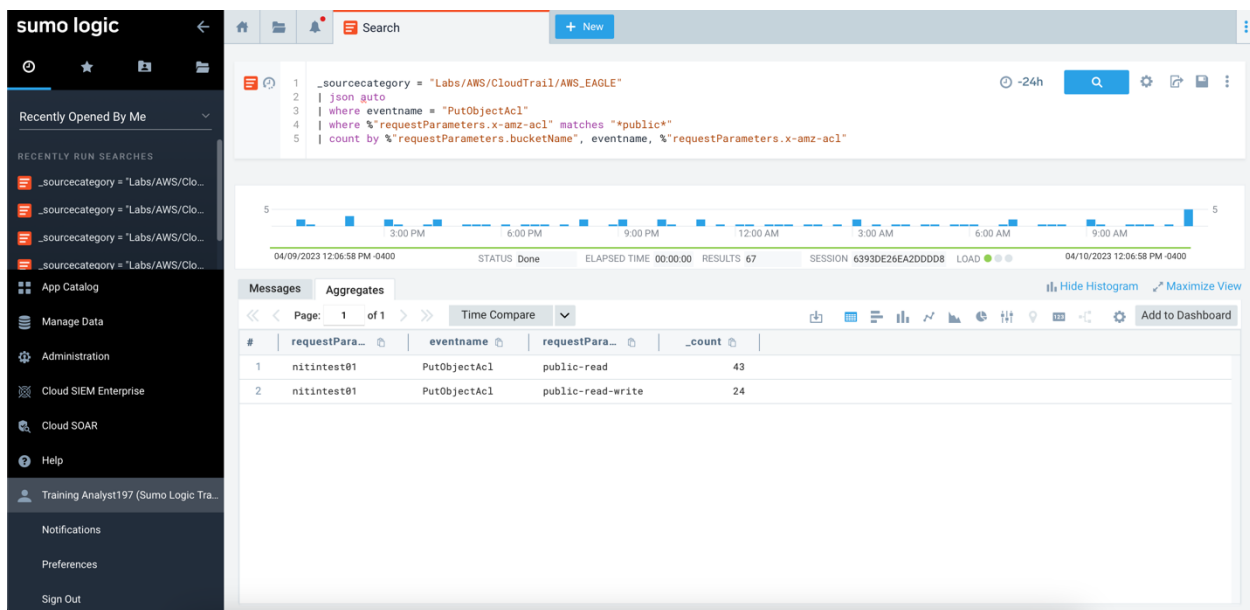 sumo logic
Search
+ New
Recently Opened By Me
RECENTLY RUN SEARCHES
_sourcecategory = "Labs/AWS/Clo...
_sourcecategory = "Labs/AWS/Clo...
_sourcecategory = "Labs/AWS/Clo...
_sourcecategory = "Labs/AWS/Clo...
App Catalog
Manage Data
Administration
Cloud SIEM Enterprise
Cloud SOAR
Help
Training Analyst197 (Sumo Logic Tra...
Notifications
Preferences
Sign Out
1 _sourcecategory = "Labs/AWS/CloudTrail/AWS_EAGLE"
2 | json auto
3 | where eventname = "PutObjectAcl"
4 | where %"requestParameters.x-amz-acl" matches "*public*"
5 | count by %"requestParameters.bucketName", eventname, %"requestParameters.x-amz-acl"
-24h
5 5
3:00 PM 6:00 PM 9:00 PM 12:00 AM 3:00 AM 6:00 AM 9:00 AM
04/09/2023 12:06:58 PM -0400 STATUS Done ELAPSED TIME 00:00:00 RESULTS 67 SESSION 6393DE26EA2DDDD8 LOAD 04/10/2023 12:06:58 PM -0400
Messages Aggregates Hide Histogram Maximize View
Page: 1 of 1 Time Compare Add to Dashboard
# requestPara... eventname requestPara... _count
1 nitintest01 PutObjectAcl public-read 43
2 nitintest01 PutObjectAcl public-read-write 24